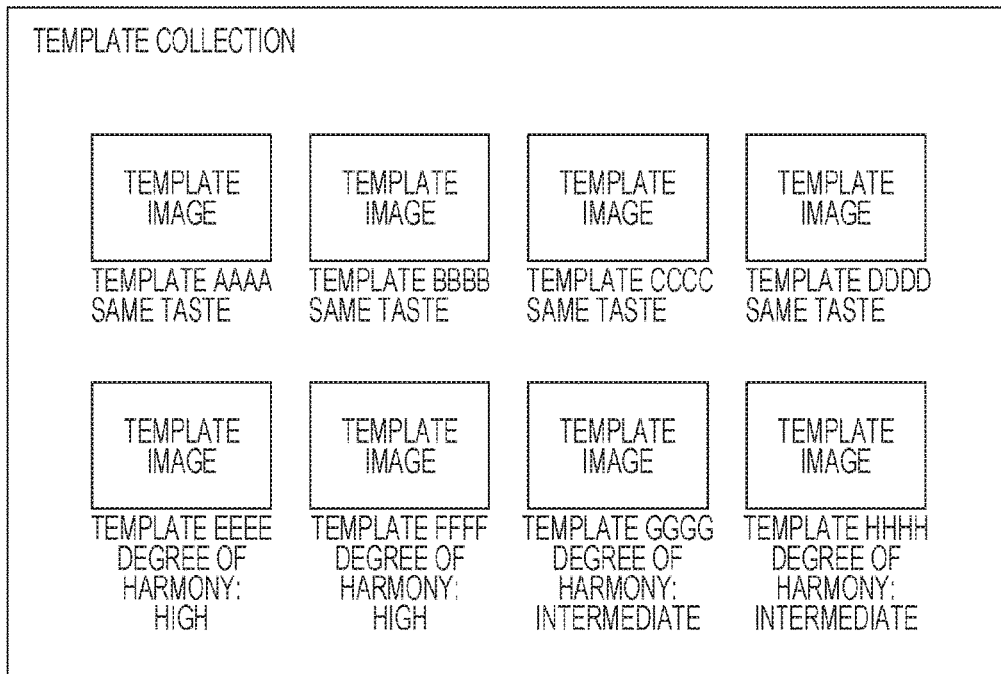 TEMPLATE COLLECTION
TEMPLATE
IMAGE
TEMPLATE AAAA
SAME TASTE
TEMPLATE
IMAGE
TEMPLATE BBBB
SAME TASTE
TEMPLATE
IMAGE
TEMPLATE CCCC
SAME TASTE
TEMPLATE
IMAGE
TEMPLATE DDDD
SAME TASTE
TEMPLATE
IMAGE
TEMPLATE EEEE
DEGREE OF
HARMONY:
HIGH
TEMPLATE
IMAGE
TEMPLATE FFFF
DEGREE OF
HARMONY:
HIGH
TEMPLATE
IMAGE
TEMPLATE GGGG
DEGREE OF
HARMONY:
INTERMEDIATE
TEMPLATE
IMAGE
TEMPLATE HHHH
DEGREE OF
HARMONY:
INTERMEDIATE